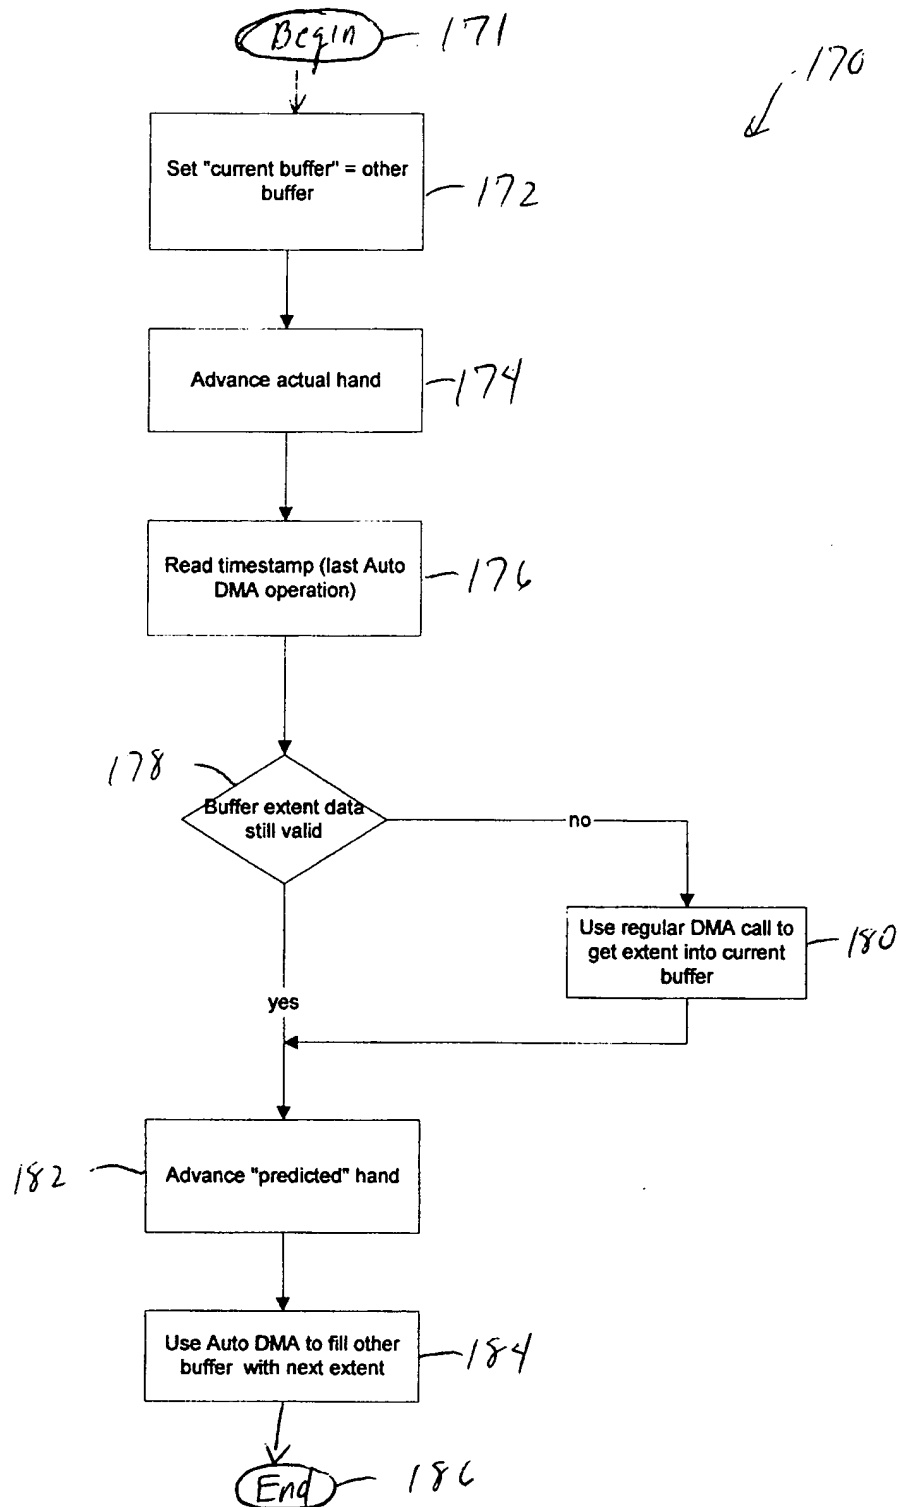 Begin 171
170
Set "current buffer" = other
buffer
172
Advance actual hand
174
Read timestamp (last Auto
DMA operation)
176
178
Buffer extent data
still valid
no
Use regular DMA call to
get extent into current
buffer
180
yes
182
Advance "predicted" hand
Use Auto DMA to fill other
buffer with next extent
184
End 186